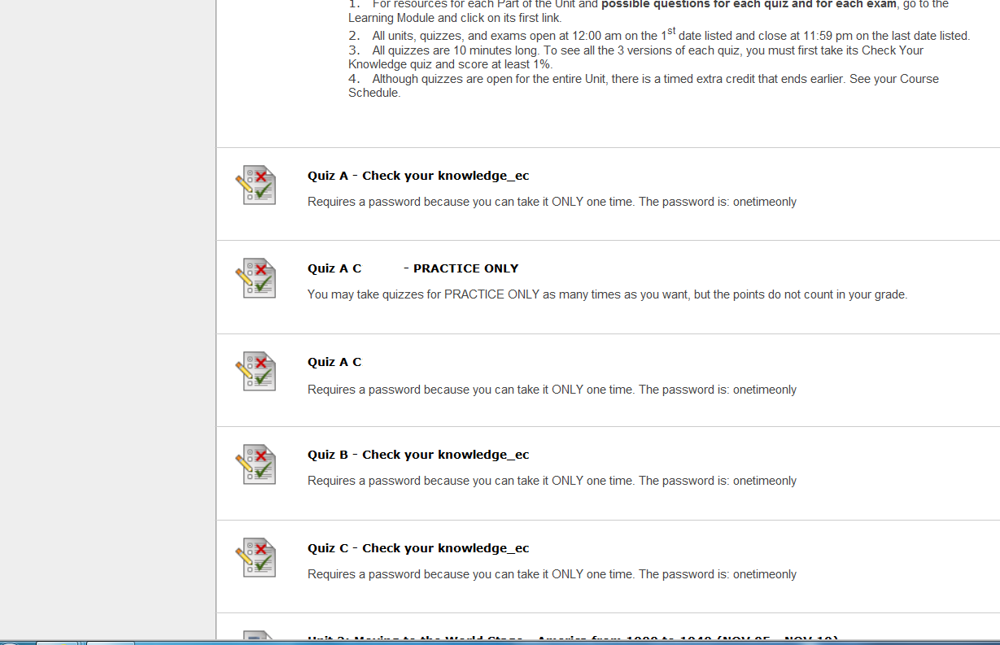 1. For resources for each Part of the Unit and possible questions for each quiz and for each exam, go to the
Learning Module and click on its first link.
2. All units, quizzes, and exams open at 12:00 am on the 1st date listed and close at 11:59 pm on the last date listed.
3. All quizzes are 10 minutes long. To see all the 3 versions of each quiz, you must first take its Check Your
Knowledge quiz and score at least 1%.
4. Although quizzes are open for the entire Unit, there is a timed extra credit that ends earlier. See your Course
Schedule.
Quiz A - Check your knowledge_ec
Requires a password because you can take it ONLY one time. The password is: onetimeonly
Quiz A C - PRACTICE ONLY
You may take quizzes for PRACTICE ONLY as many times as you want, but the points do not count in your grade.
Quiz A C
Requires a password because you can take it ONLY one time. The password is: onetimeonly
Quiz B - Check your knowledge_ec
Requires a password because you can take it ONLY one time. The password is: onetimeonly
Quiz C - Check your knowledge_ec
Requires a password because you can take it ONLY one time. The password is: onetimeonly
Moving to the World Stage America from to